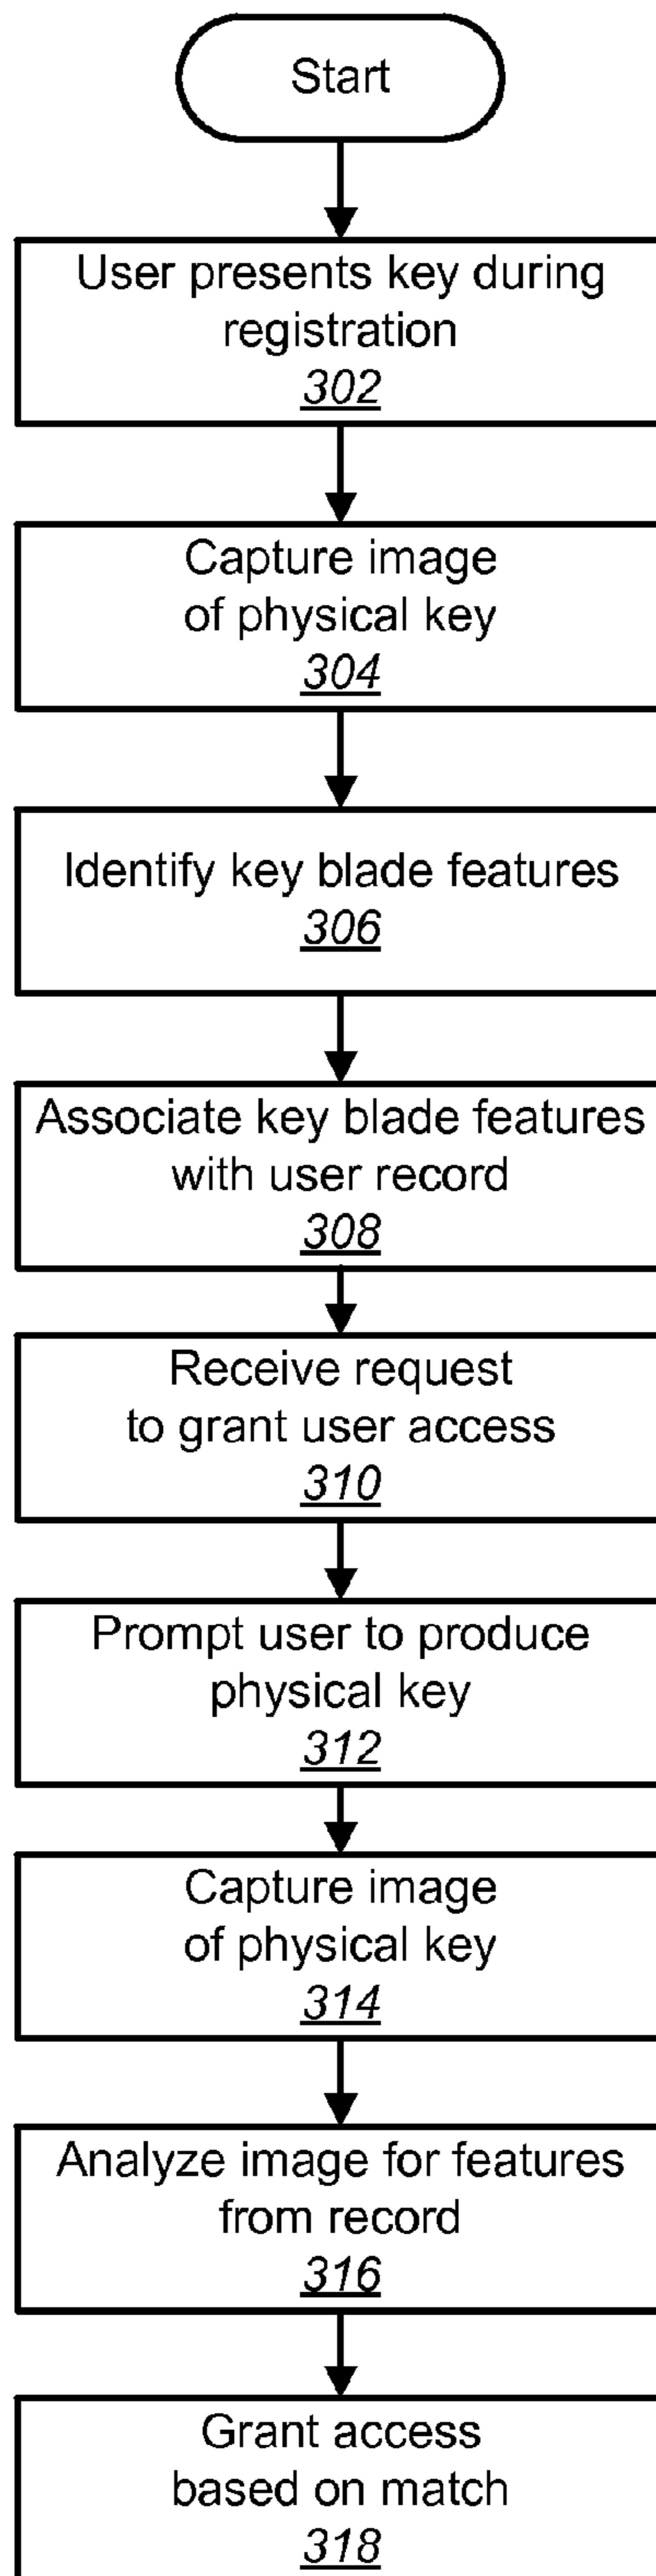 Start
User presents key during
registration
302
Capture image
of physical key
304
Identify key blade features
306
Associate key blade features
with user record
308
Receive request
to grant user access
310
Prompt user to produce
physical key
312
Capture image
of physical key
314
Analyze image for features
from record
316
Grant access
based on match
318